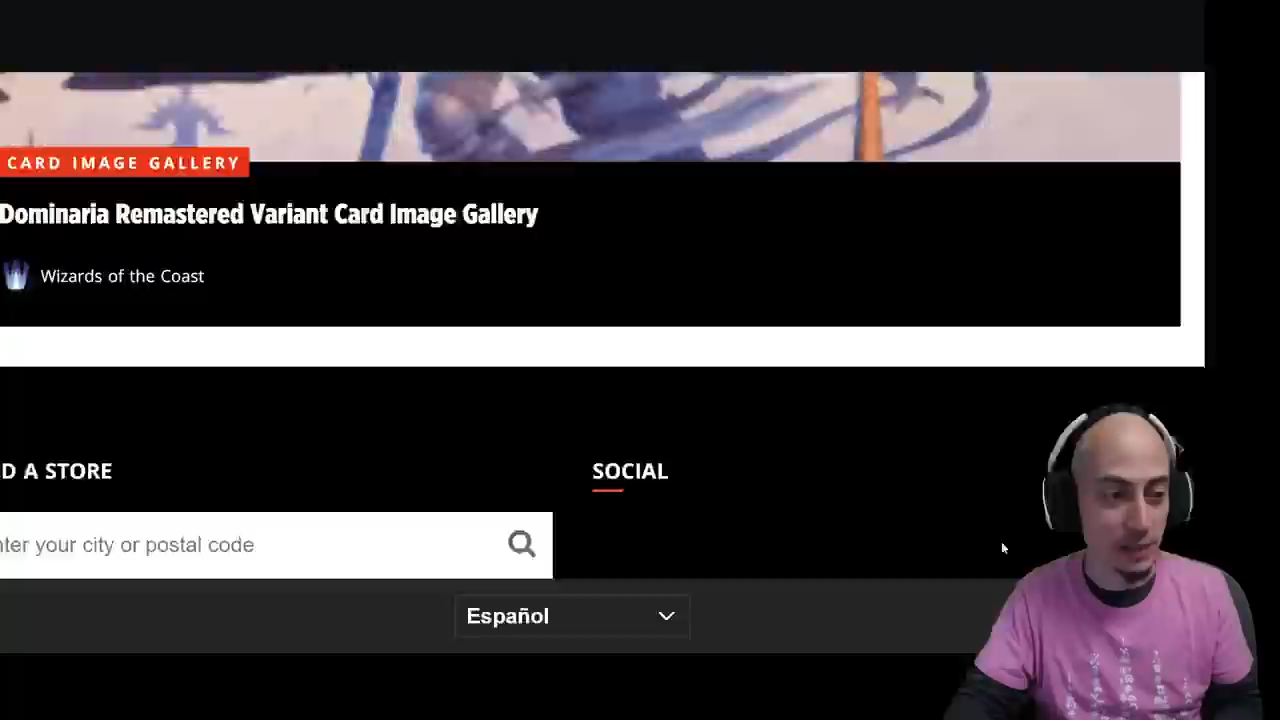 CARD IMAGE GALLERY
Dominaria Remastered Variant Card Image Gallery
Wizards of the Coast
D A STORE
SOCIAL
nter your city or postal code
Español